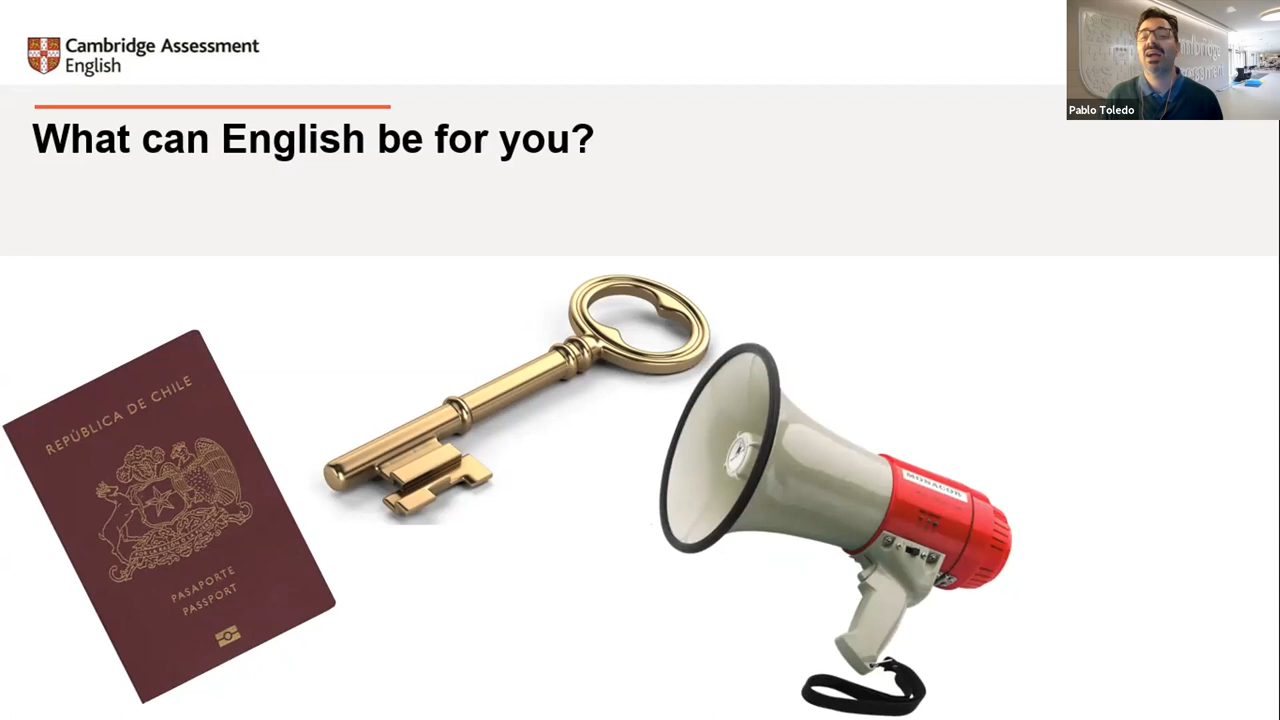 Cambridge Assessment
English
Pablo Toledo
What can English be for you?
REPÚBLICA DE CHILE
PASAPORTE
PASSPORT
MONACOR